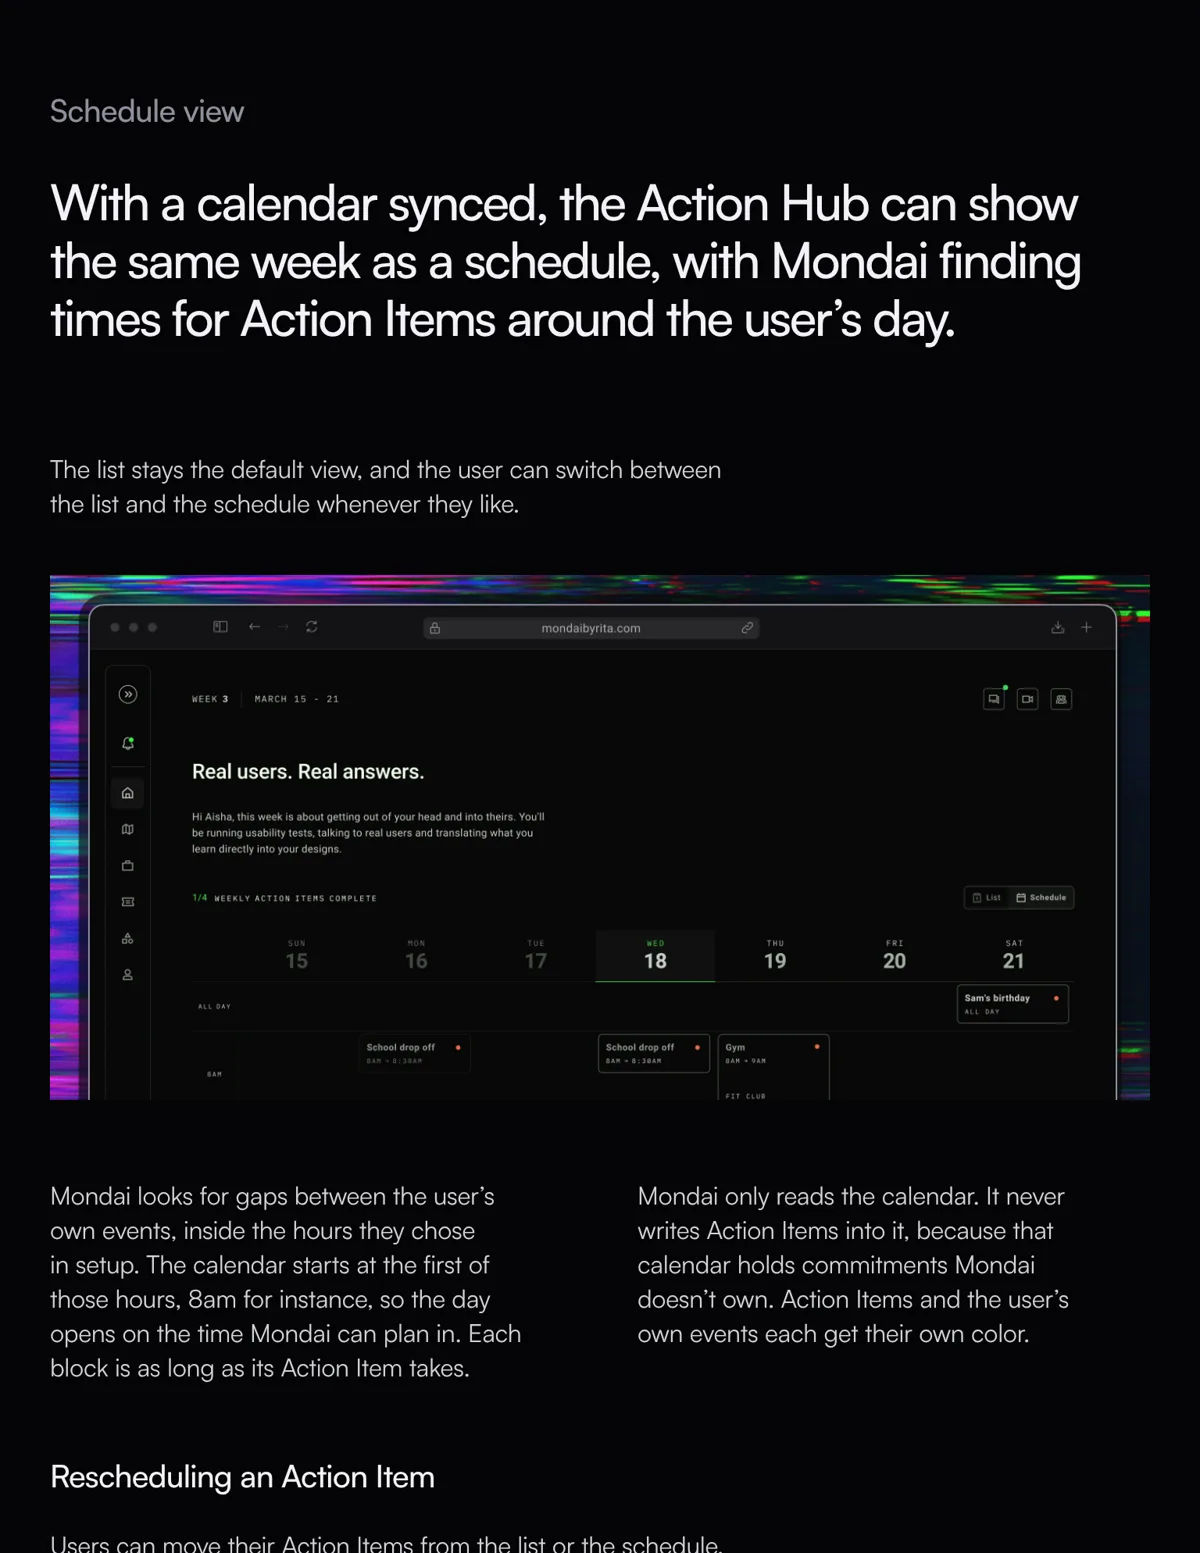 Schedule view
With a calendar synced, the Action Hub can show
the same week as a schedule, with Mondai finding
times for Action Items around the user’s day.
The list stays the default view, and the user can switch between
the list and the schedule whenever they like.
mondaibyrita.com
WEEK 3 MARCH 15 - 21
Real users. Real answers.
Hi Aisha, this week is about getting out of your head and into theirs. You'll
be running usability tests, talking to real users and translating what you
learn directly into your designs.
1/4 WEEKLY ACTION ITEMS COMPLETE
List Schedule
SUN MON TUE WED THU FRI SAT
15 16 17 18 19 20 21
ALL DAY
Sam's birthday
ALL DAY
8AM
School drop off
8AM → 8:30AM
School drop off
8AM → 8:30AM
Gym
8AM → 9AM
FIT CLUB
Mondai looks for gaps between the user’s
own events, inside the hours they chose
in setup. The calendar starts at the first of
those hours, 8am for instance, so the day
opens on the time Mondai can plan in. Each
block is as long as its Action Item takes.
Mondai only reads the calendar. It never
writes Action Items into it, because that
calendar holds commitments Mondai
doesn’t own. Action Items and the user’s
own events each get their own color.
Rescheduling an Action Item
Users can move their Action Items from the list or the schedule.